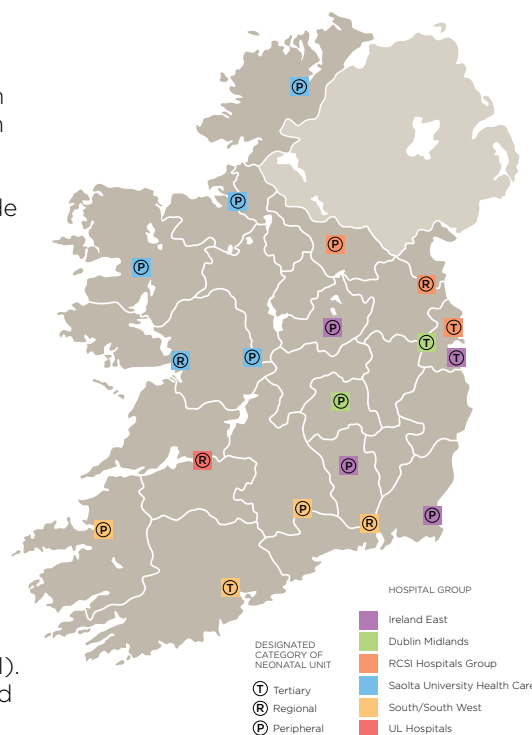 n
n
de
P
P
P
P
R
T
P
T
T
R
P
P
R
P
P
P
R
P
T
l).
d
HOSPITAL GROUP
Ireland East
Dublin Midlands
RCSI Hospitals Group
Saolta University Health Care
South/South West
UL Hospitals
DESIGNATED
CATEGORY OF
NEONATAL UNIT
T Tertiary
R Regional
P Peripheral